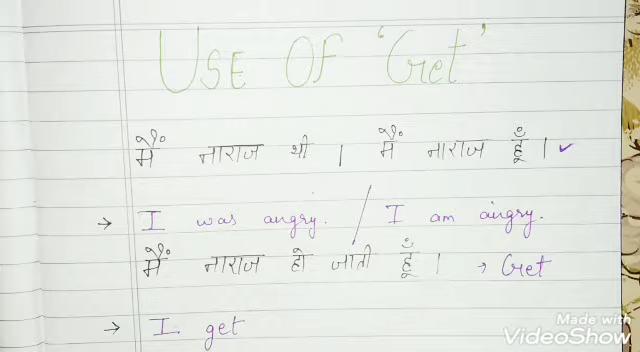 USE OF 'Get'
मैं नाराज थी । मैं नाराज हूँ । ✓
→ I was angry. / I am angry.
मैं नाराज हो जाती हूँ । → Get
→ I get
Made with
VideoShow